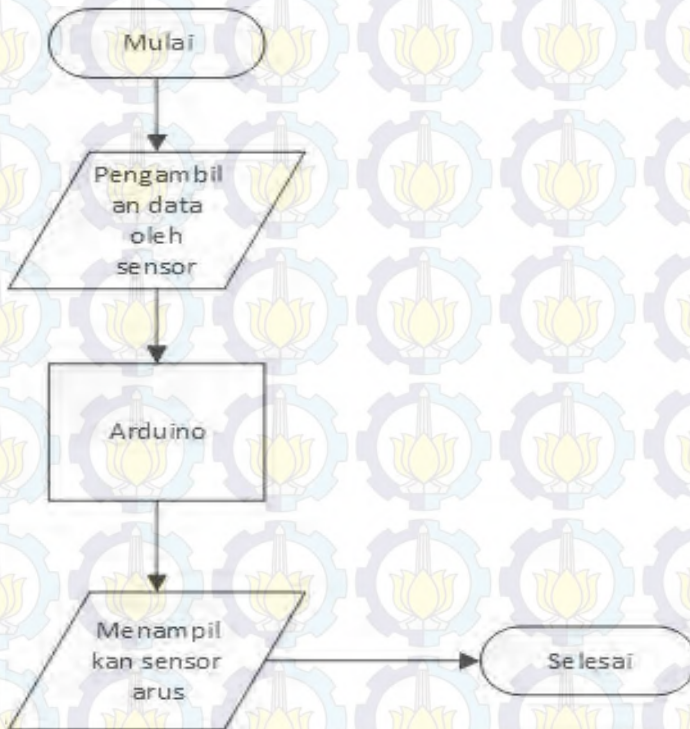 Mulai
Pengambil
an data
oleh
sensor
Arduino
Menampil
kan sensor
arus
Selesai